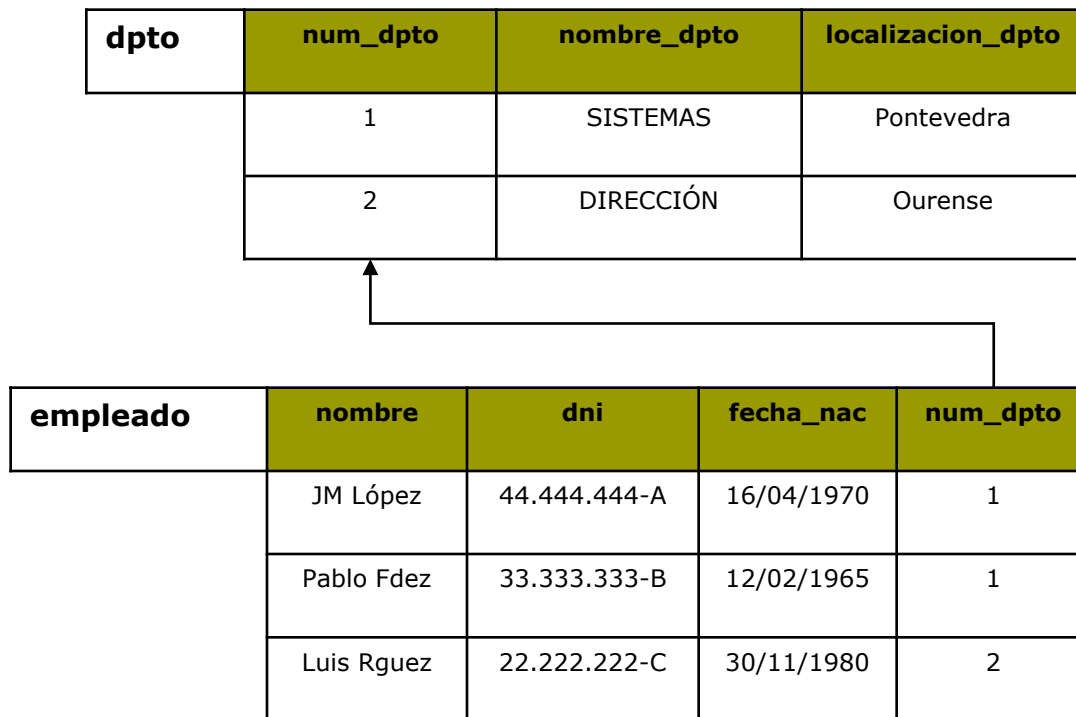 dpto num_dpto nombre_dpto localizacion_dpto
1 SISTEMAS Pontevedra
2 DIRECCIÓN Ourense
empleado nombre dni fecha_nac num_dpto
JM López 44.444.444-A 16/04/1970 1
Pablo Fdez 33.333.333-B 12/02/1965 1
Luis Rguez 22.222.222-C 30/11/1980 2